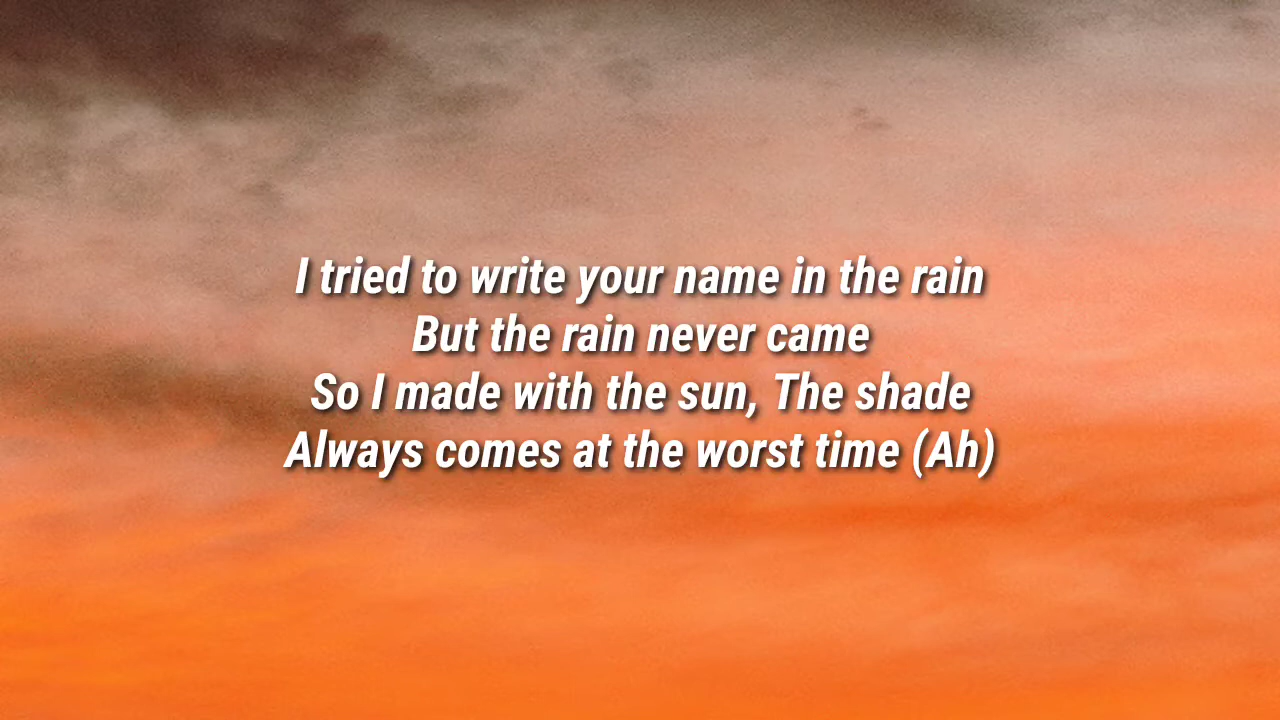 I tried to write your name in the rain
But the rain never came
So I made with the sun, The shade
Always comes at the worst time (Ah)